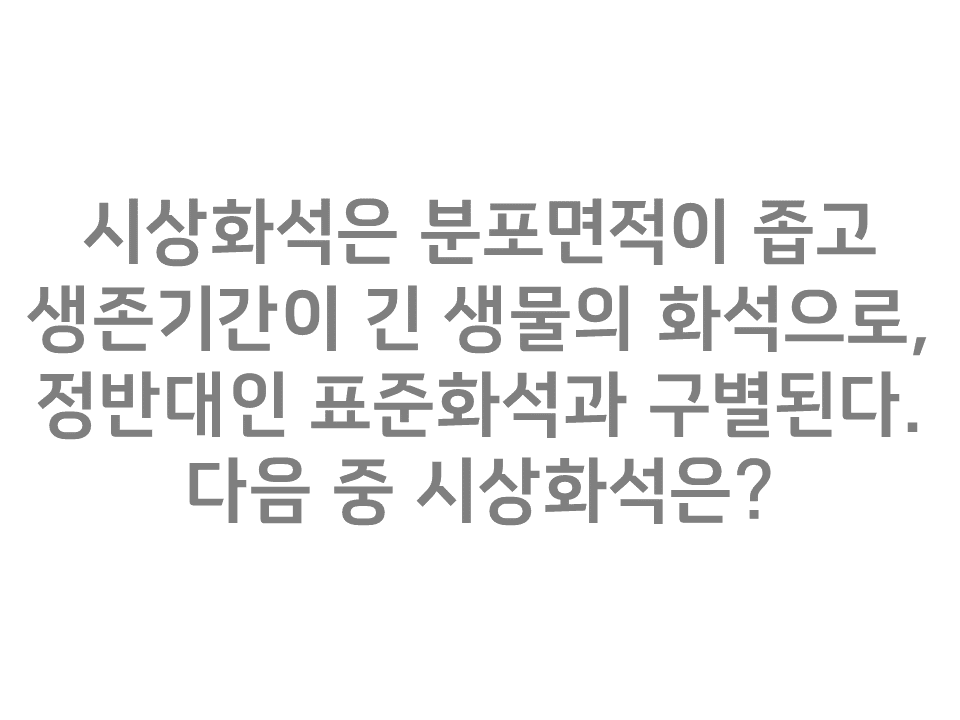 시상화석은 분포면적이 좁고
생존기간이 긴 생물의 화석으로,
정반대인 표준화석과 구별된다.
다음 중 시상화석은?